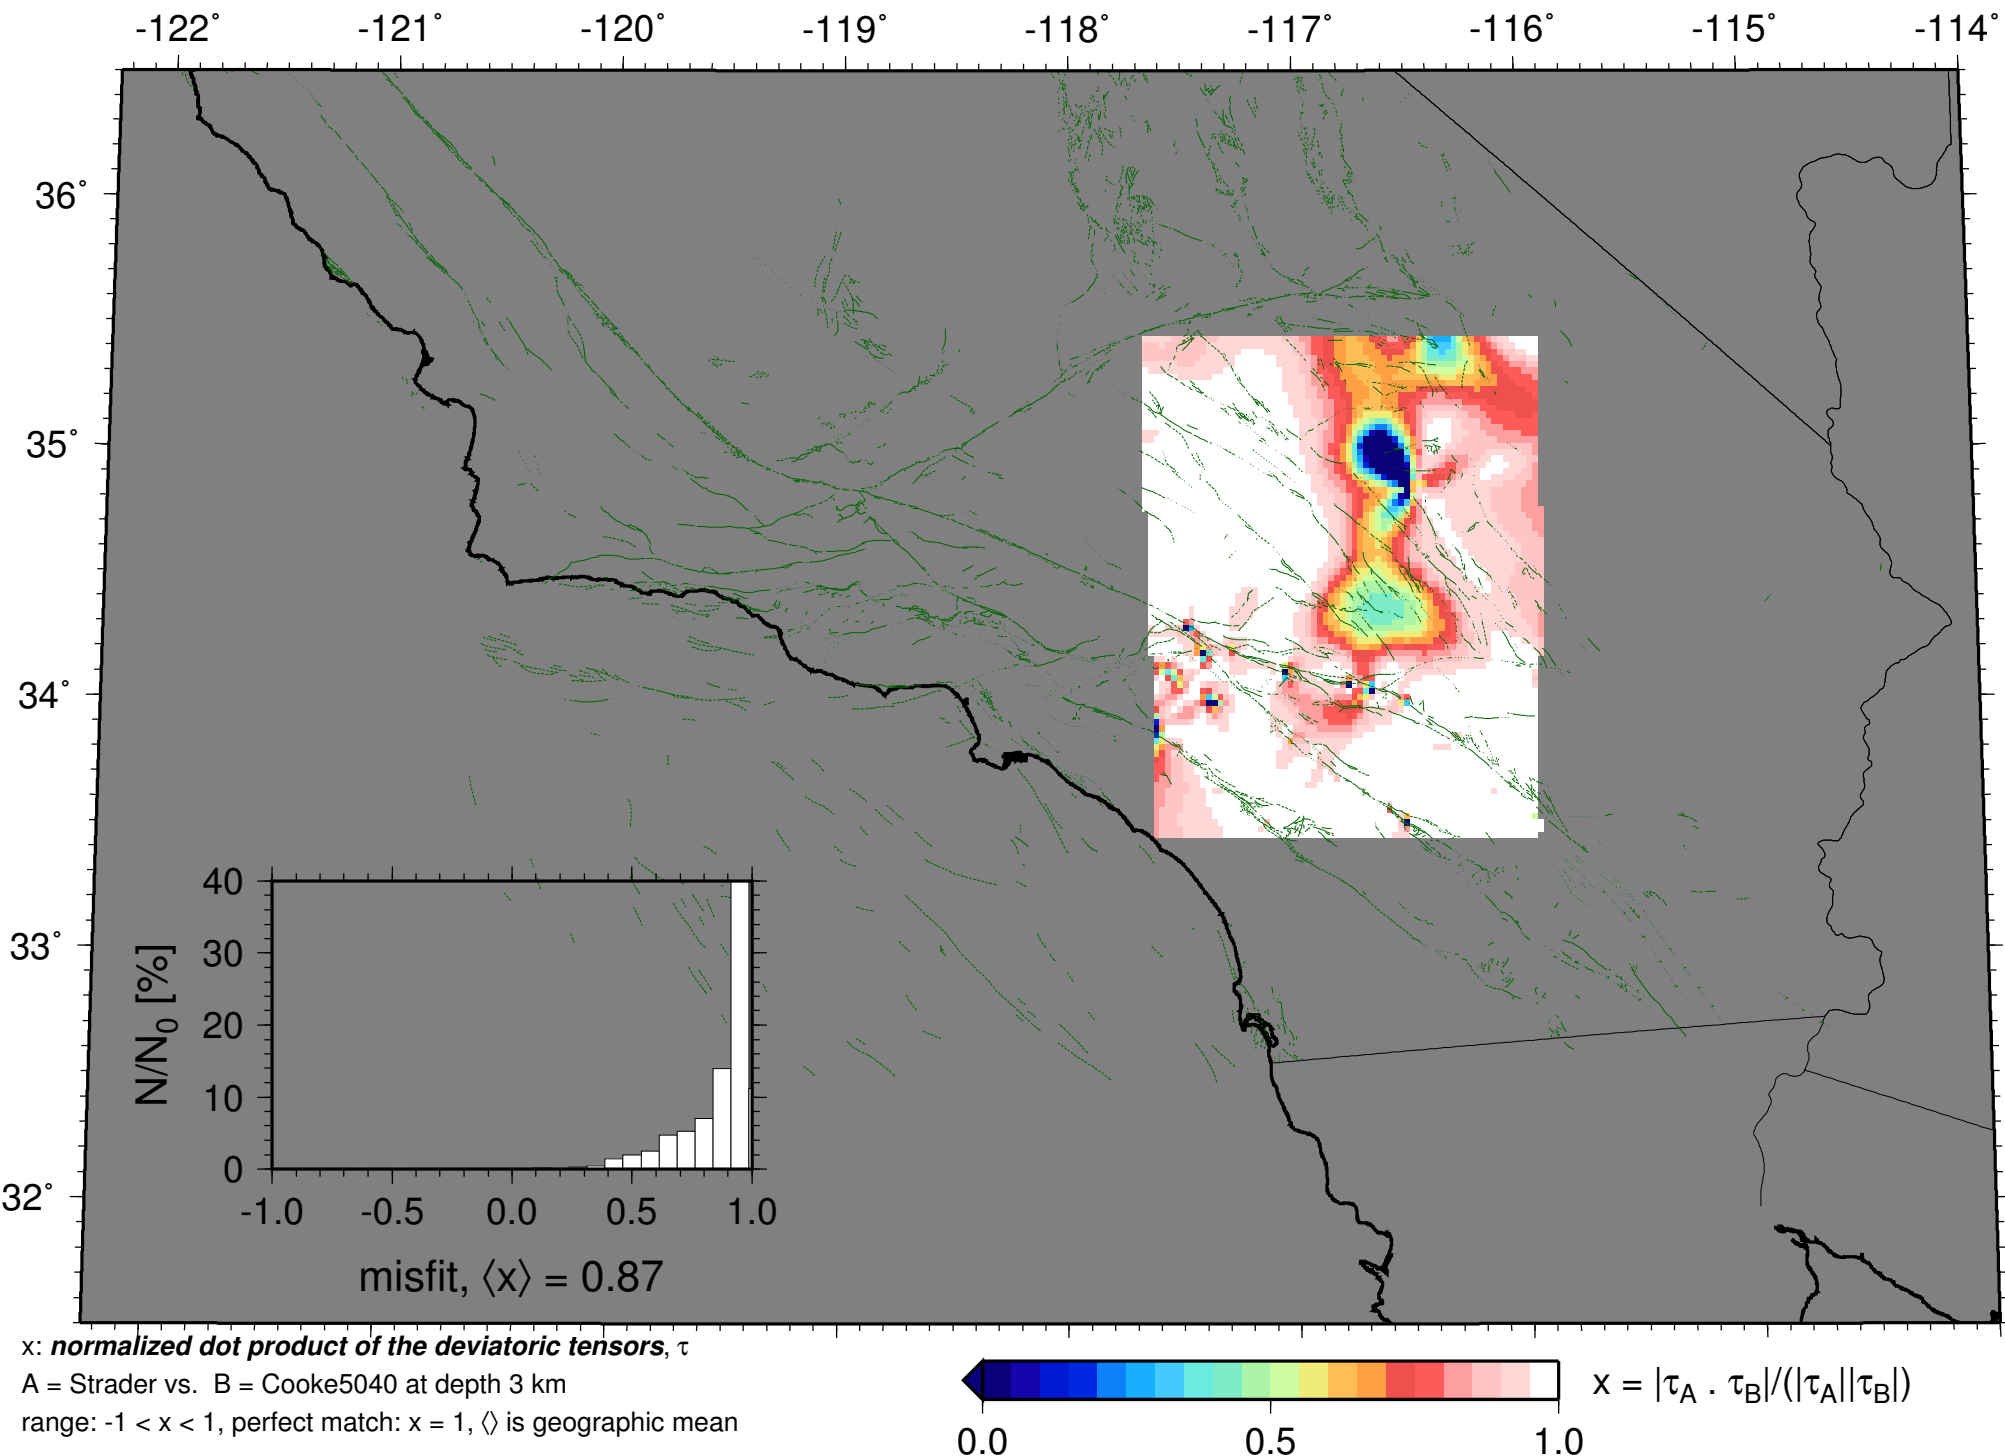 -122˚ -121˚ -120˚ -119˚ -118˚ -117˚ -116˚ -115˚ -114˚
36˚
35˚
34˚
33˚
32˚
40
30
20
10
0
N/N0 [%]
-1.0 -0.5 0.0 0.5 1.0
misfit, ⟨x⟩ = 0.87
x: normalized dot product of the deviatoric tensors, τ
A = Strader vs. B = Cooke5040 at depth 3 km
range: -1 < x < 1, perfect match: x = 1, ⟨⟩ is geographic mean
x = |τA . τB|/(|τA||τB|)
0.0 0.5 1.0